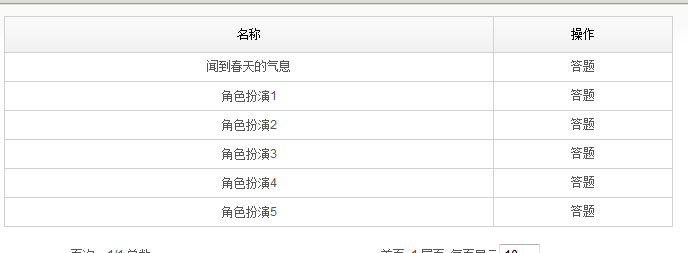 名称 操作
闻到春天的气息 答题
角色扮演1 答题
角色扮演2 答题
角色扮演3 答题
角色扮演4 答题
角色扮演5 答题